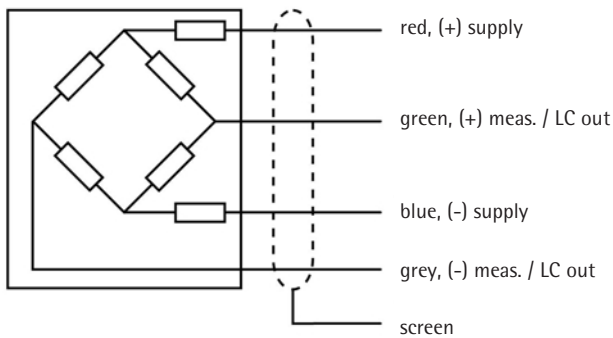 red, (+) supply
green, (+) meas. / LC out
blue, (-) supply
grey, (-) meas. / LC out
screen